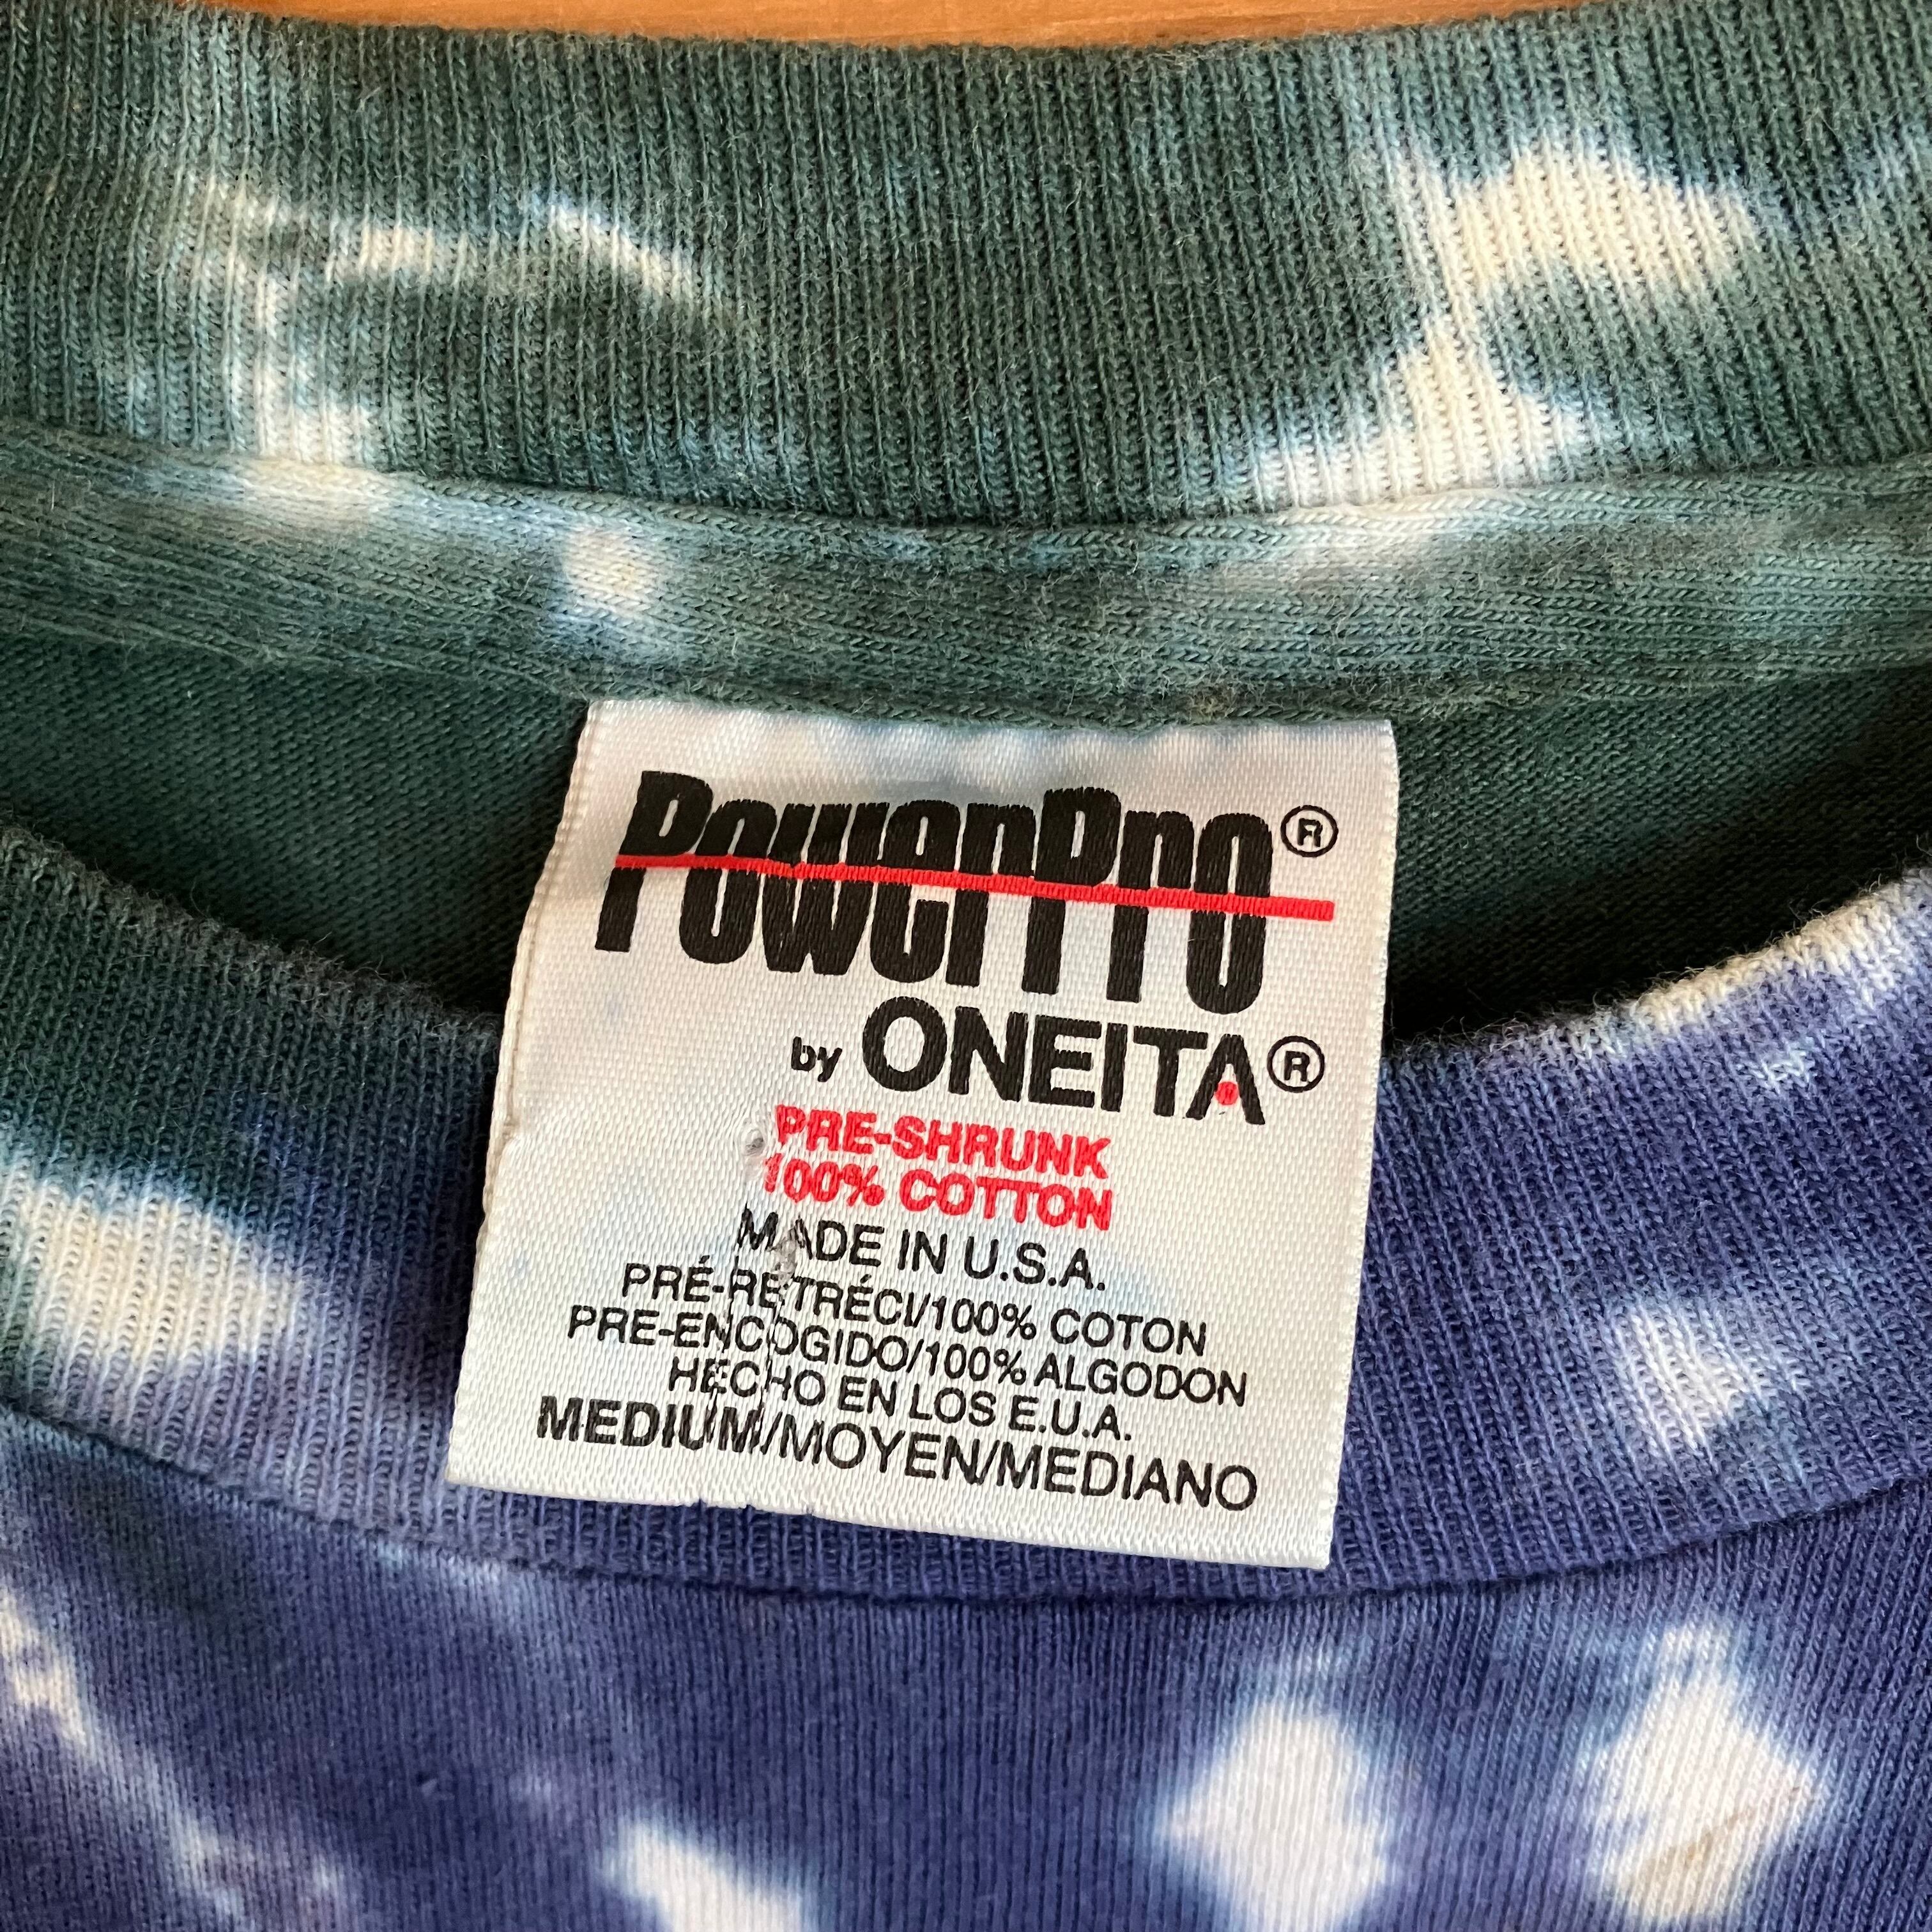 PowerPro®
by ONEITA®
PRE-SHRUNK
100% COTTON
MADE IN U.S.A.
PRÉ-RETRÉCI/100% COTON
PRE-ENCOGIDO/100% ALGODON
HECHO EN LOS E.U.A.
MEDIUM/MOYEN/MEDIANO